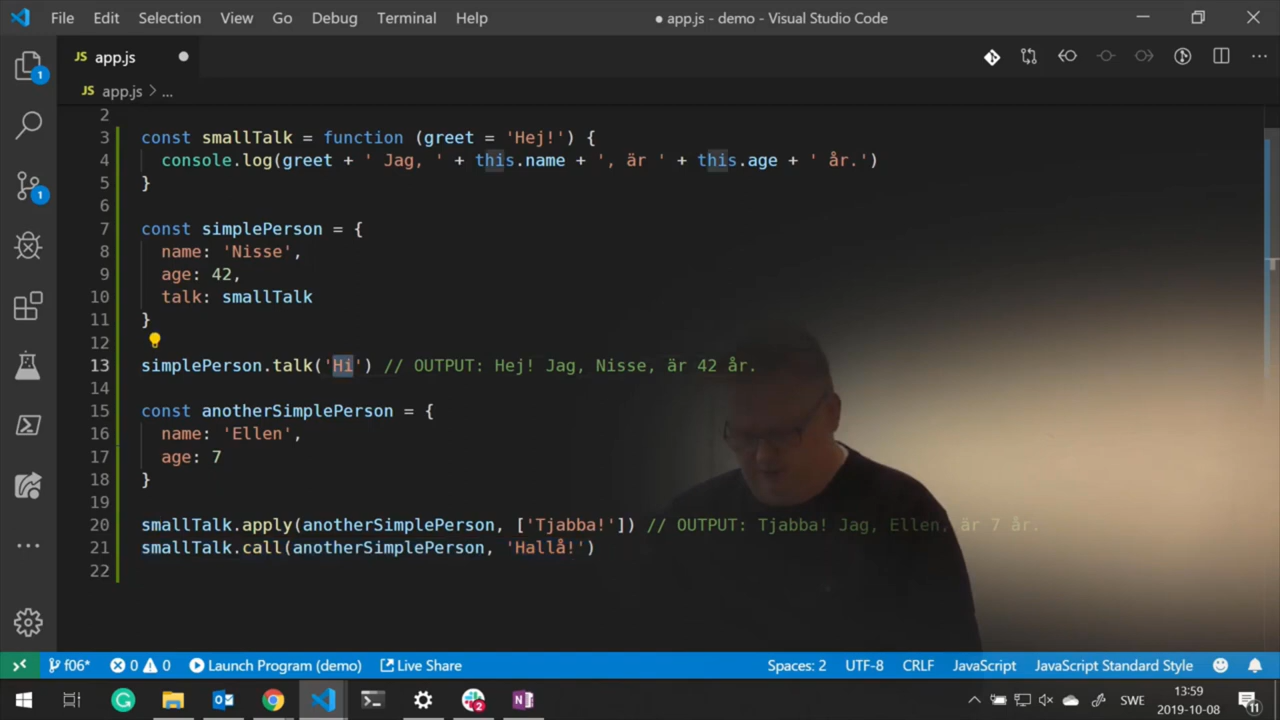 File Edit Selection View Go Debug Terminal Help ● app.js - demo - Visual Studio Code
JS app.js ●
JS app.js > ...
2
3 const smallTalk = function (greet = 'Hej!') {
4 console.log(greet + ' Jag, ' + this.name + ', är ' + this.age + ' år.')
5 }
6
7 const simplePerson = {
8 name: 'Nisse',
9 age: 42,
10 talk: smallTalk
11 }
12
13 simplePerson.talk('Hi') // OUTPUT: Hej! Jag, Nisse, är 42 år.
14
15 const anotherSimplePerson = {
16 name: 'Ellen',
17 age: 7
18 }
19
20 smallTalk.apply(anotherSimplePerson, ['Tjabba!']) // OUTPUT: Tjabba! Jag, Ellen, är 7 år.
21 smallTalk.call(anotherSimplePerson, 'Hallå!')
22
1
1
f06* 0 0 Launch Program (demo) Live Share Spaces: 2 UTF-8 CRLF JavaScript JavaScript Standard Style
2 N SWE 13:59
2019-10-08 11